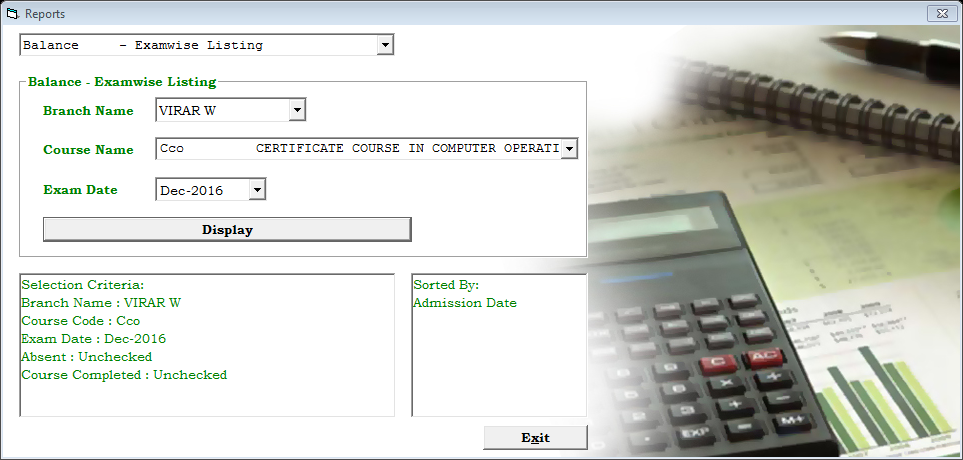 Reports
Balance - Examwise Listing
Balance - Examwise Listing
Branch Name VIRAR W
Course Name Cco CERTIFICATE COURSE IN COMPUTER OPERATI
Exam Date Dec-2016
Display
Selection Criteria:
Branch Name : VIRAR W
Course Code : Cco
Exam Date : Dec-2016
Absent : Unchecked
Course Completed : Unchecked
Sorted By:
Admission Date
Exit
C AC
EXP M+